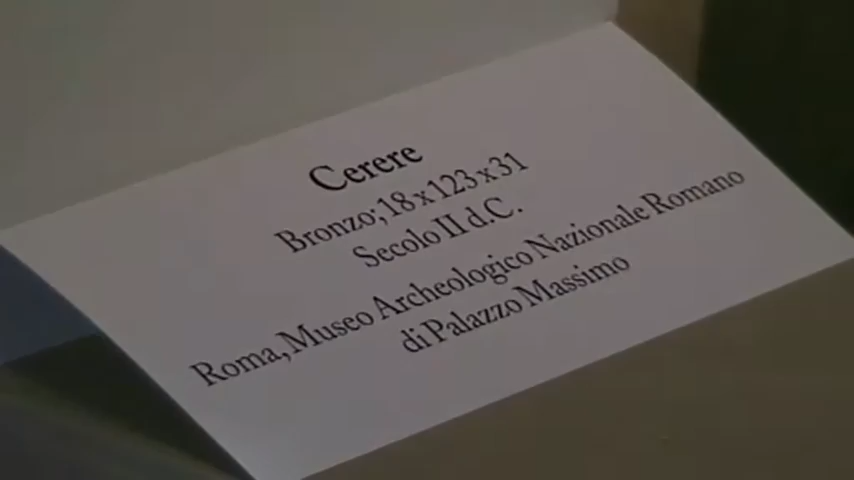 Cerere
Bronzo; 18 x 123 x 31
Secolo II d.C.
Roma, Museo Archeologico Nazionale Romano
di Palazzo Massimo